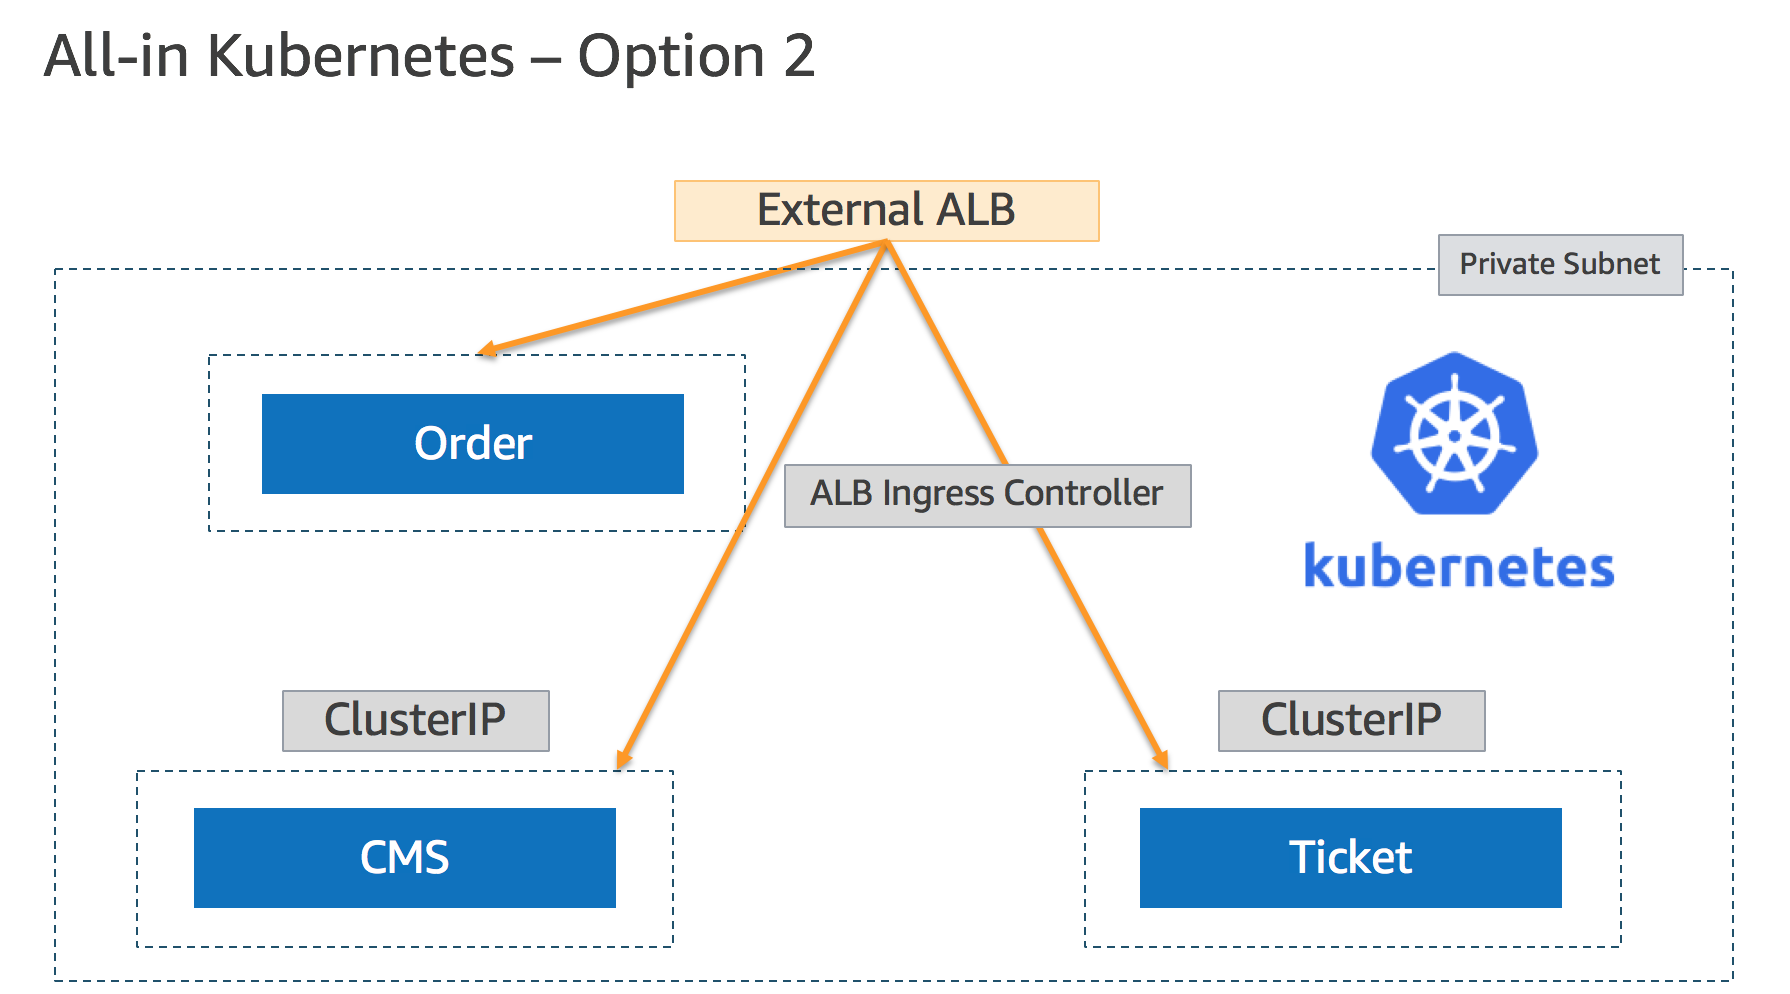 All-in Kubernetes – Option 2
External ALB
Private Subnet
Order
ALB Ingress Controller
kubernetes
ClusterIP
ClusterIP
CMS
Ticket